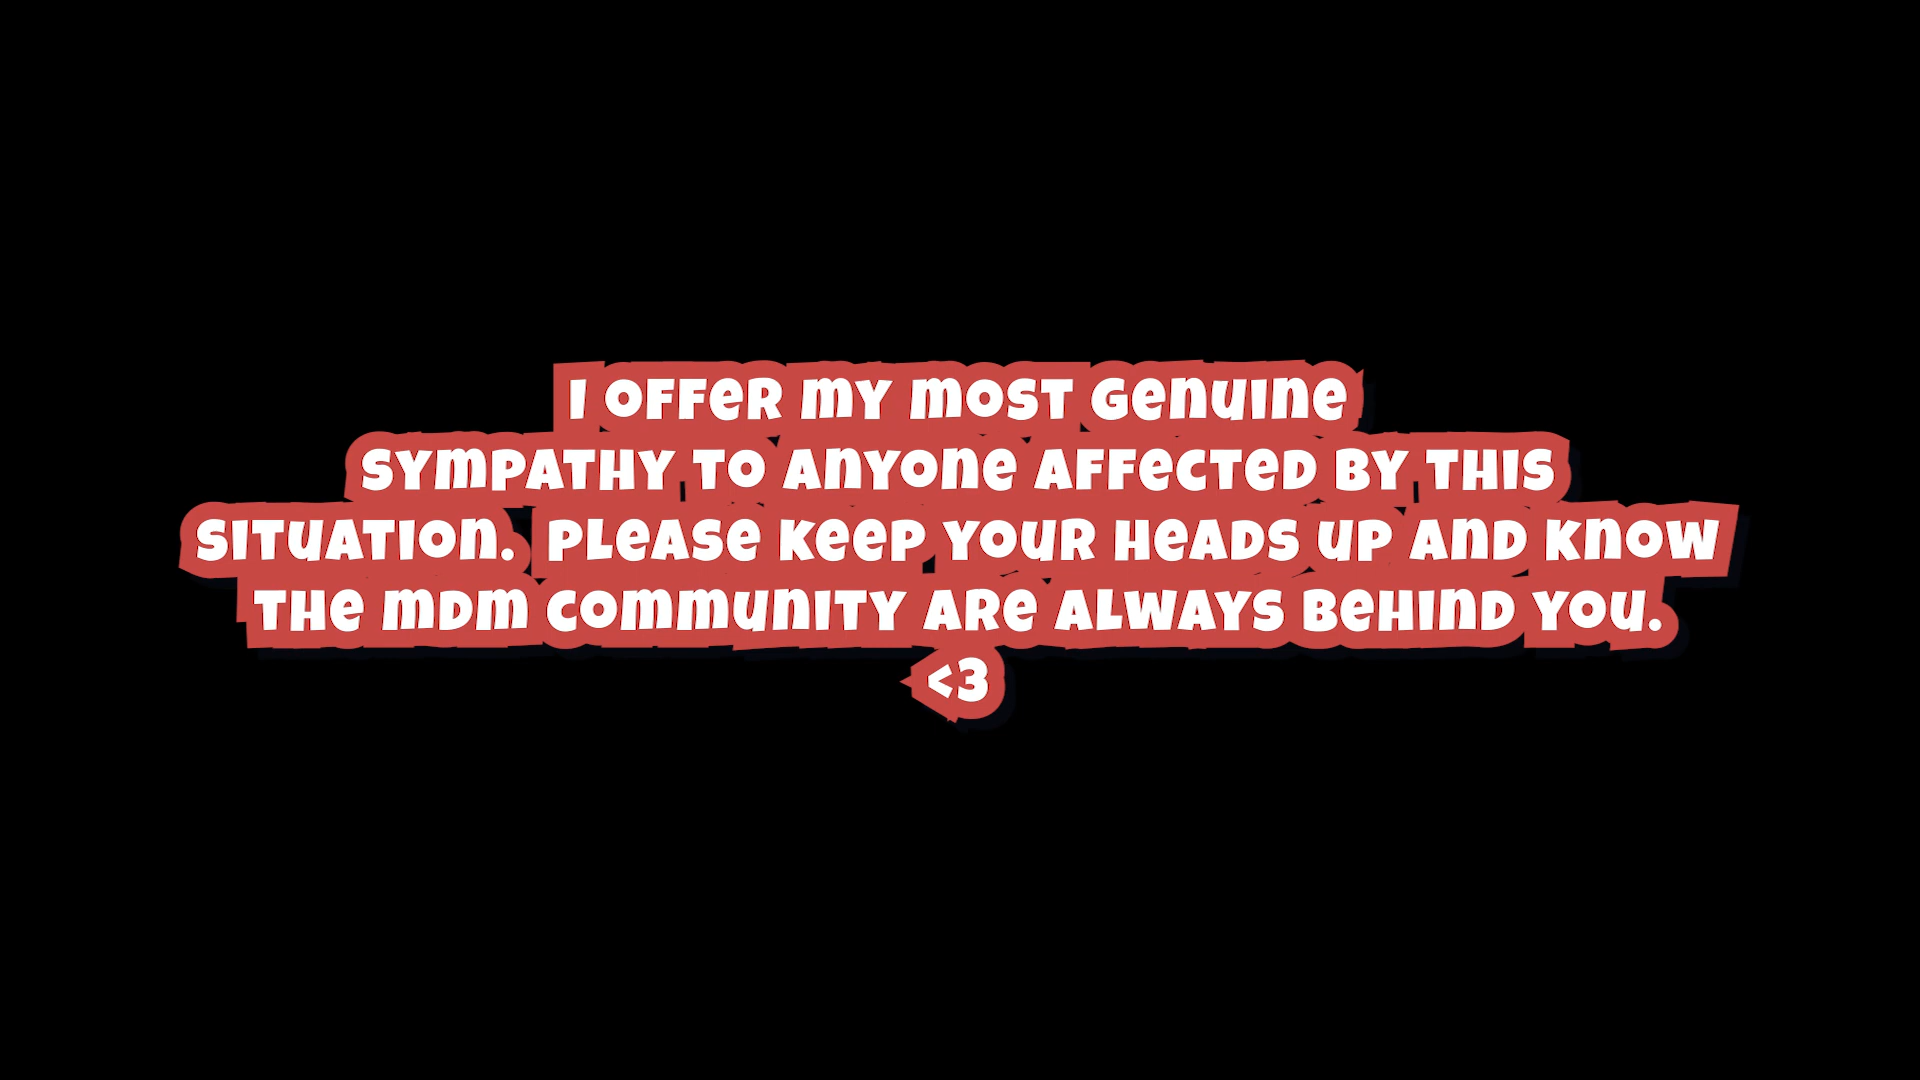 I OFFER MY MOST GENUINE
SYMPATHY TO ANYONE AFFECTED BY THIS
SITUATION.  PLEASE KEEP YOUR HEADS UP AND KNOW
THE MDM COMMUNITY ARE ALWAYS BEHIND YOU.
<3